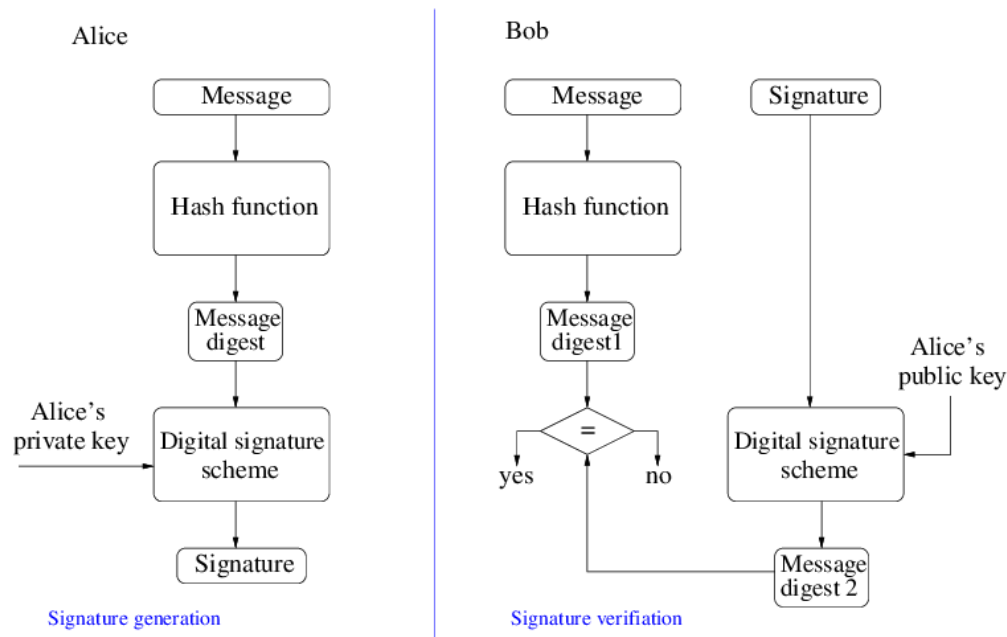 Alice
Message
Hash function
Message
digest
Alice's
private key
Digital signature
scheme
Signature
Signature generation
Bob
Message
Signature
Hash function
Message
digest1
Alice's
public key
=
yes
no
Digital signature
scheme
Message
digest 2
Signature verifiation